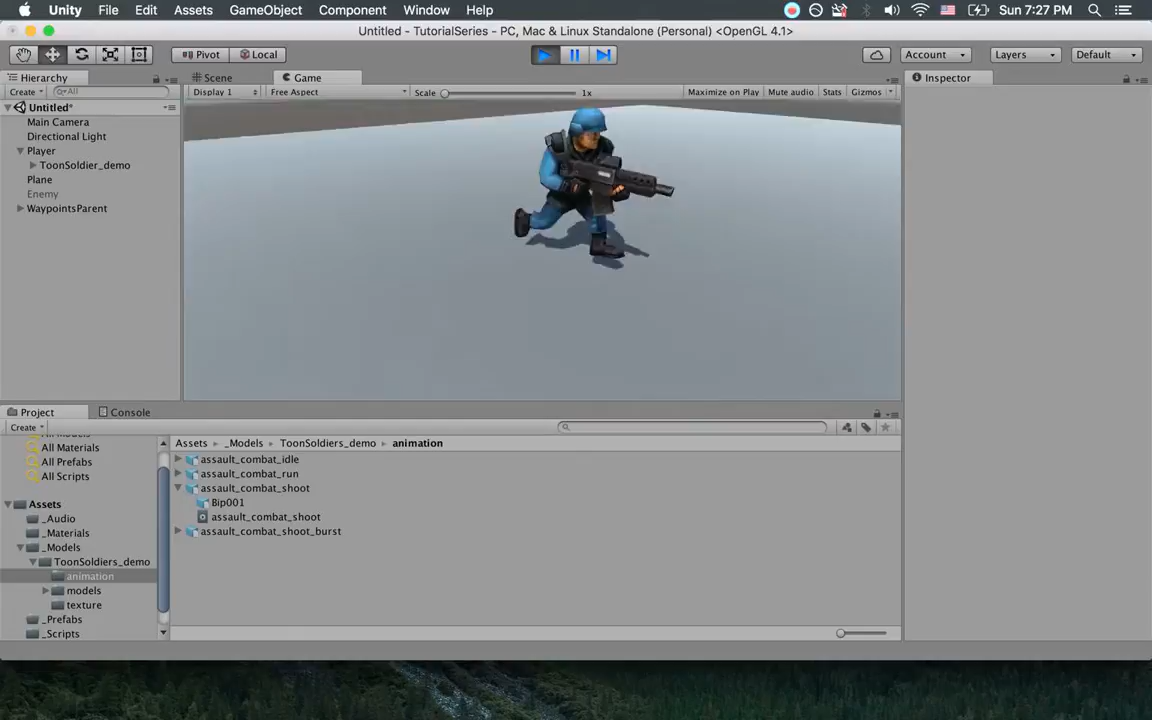 Unity File Edit Assets GameObject Component Window Help Sun 7:27 PM
Untitled - TutorialSeries - PC, Mac & Linux Standalone (Personal) <OpenGL 4.1>
Pivot Local Account Layers Default
Hierarchy Scene Game Inspector
Create All Display 1 Free Aspect Scale 1x Maximize on Play Mute audio Stats Gizmos
Untitled*
Main Camera
Directional Light
Player
ToonSoldier_demo
Plane
Enemy
WaypointsParent
Project Console
Create
All Models
All Materials
All Prefabs
All Scripts
Assets
_Audio
_Materials
_Models
ToonSoldiers_demo
animation
models
texture
_Prefabs
_Scripts
Assets _Models ToonSoldiers_demo animation
assault_combat_idle
assault_combat_run
assault_combat_shoot
Bip001
assault_combat_shoot
assault_combat_shoot_burst